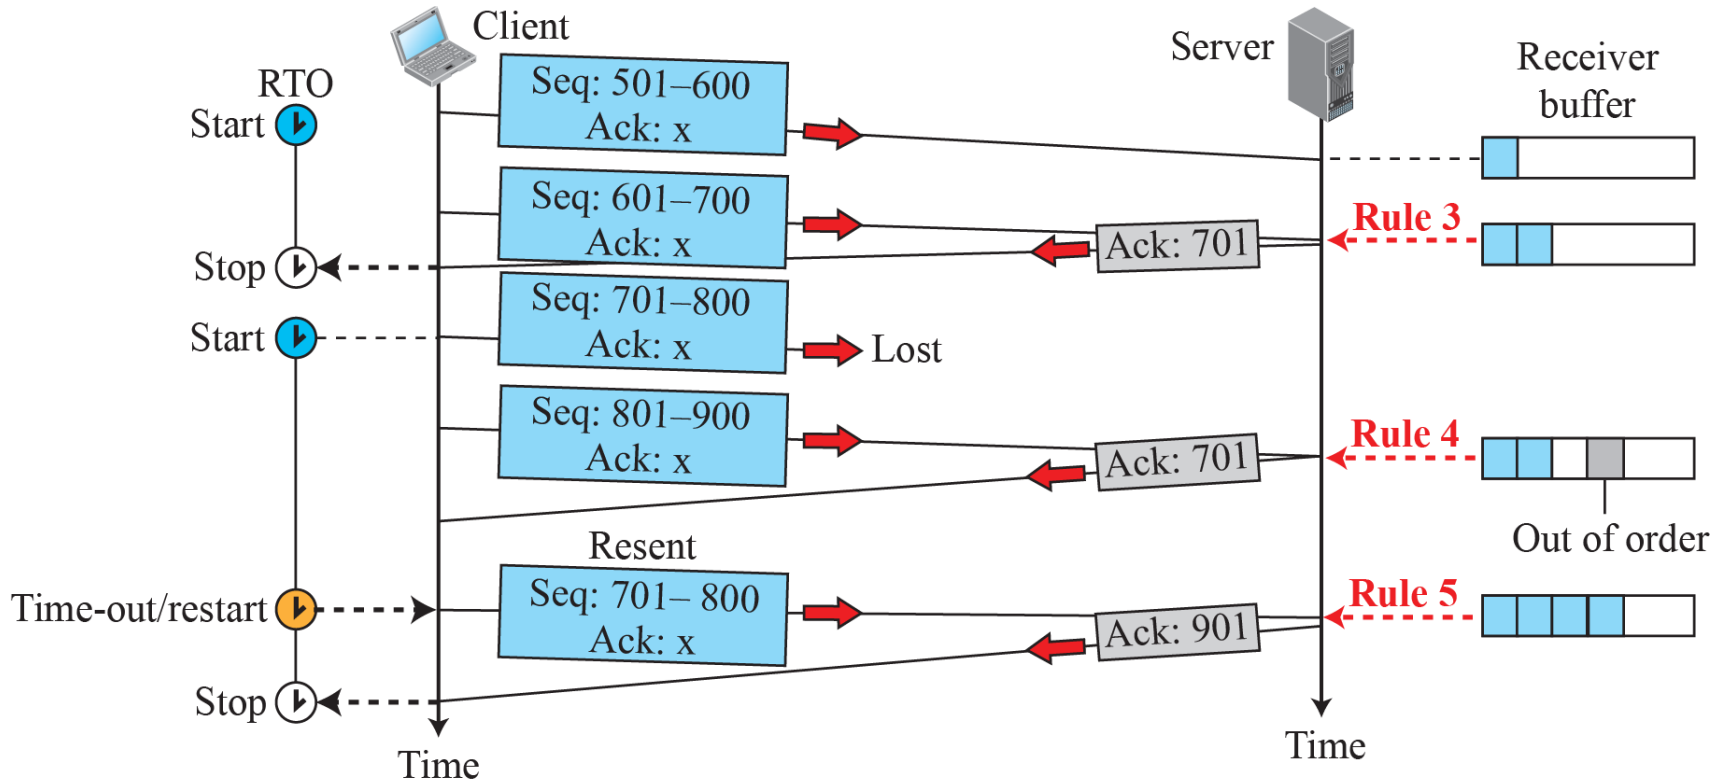 Client
Server
Receiver
buffer
RTO
Start
Seq: 501–600
Ack: x
Seq: 601–700
Ack: x
Ack: 701
Rule 3
Stop
Seq: 701–800
Ack: x
Start
Lost
Seq: 801–900
Ack: x
Ack: 701
Rule 4
Out of order
Resent
Time-out/restart
Seq: 701– 800
Ack: x
Ack: 901
Rule 5
Stop
Time
Time